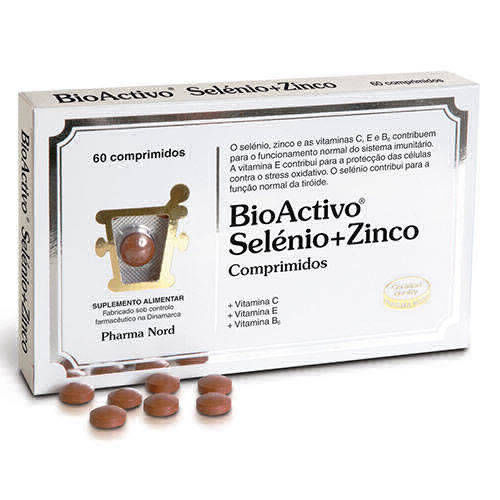 BioActivo® Selénio+Zinco
60 comprimidos
BioActivo® Selénio+Zinco
60 comprimidos
O selénio, zinco e as vitaminas C, E e B₆ contribuem
para o funcionamento normal do sistema imunitário.
A vitamina E contribui para a protecção das células
contra o stress oxidativo. O selénio contribui para a
função normal da tiróide.
BioActivo®
Selénio+Zinco
Comprimidos
+ Vitamina C
+ Vitamina E
+ Vitamina B₆
SUPLEMENTO ALIMENTAR
Fabricado sob controlo
farmacêutico na Dinamarca
Pharma Nord